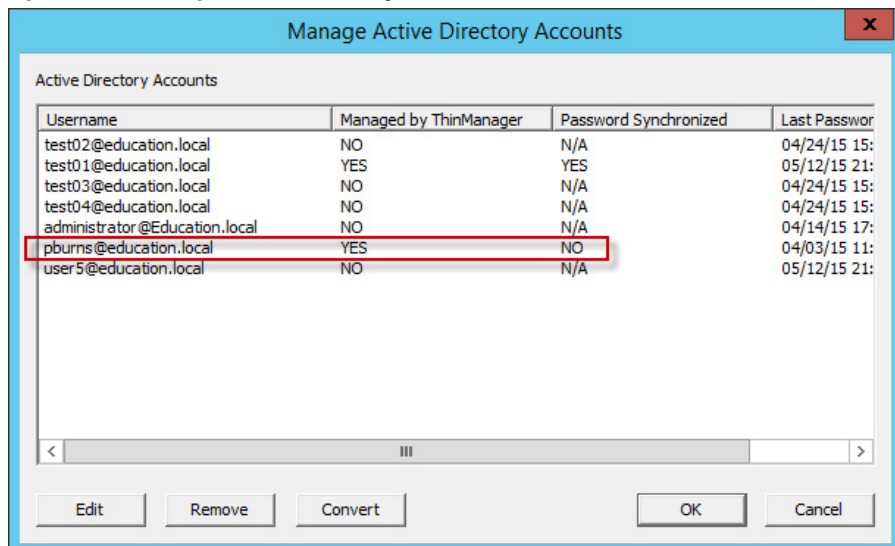 Manage Active Directory Accounts
x
Active Directory Accounts
Username Managed by ThinManager Password Synchronized Last Passwor
test02@education.local NO N/A 04/24/15 15:
test01@education.local YES YES 05/12/15 21:
test03@education.local NO N/A 04/24/15 15:
test04@education.local NO N/A 04/24/15 15:
administrator@Education.local NO N/A 04/14/15 17:
pburns@education.local YES NO 04/03/15 11:
user5@education.local NO N/A 05/12/15 21:
Edit Remove Convert OK Cancel